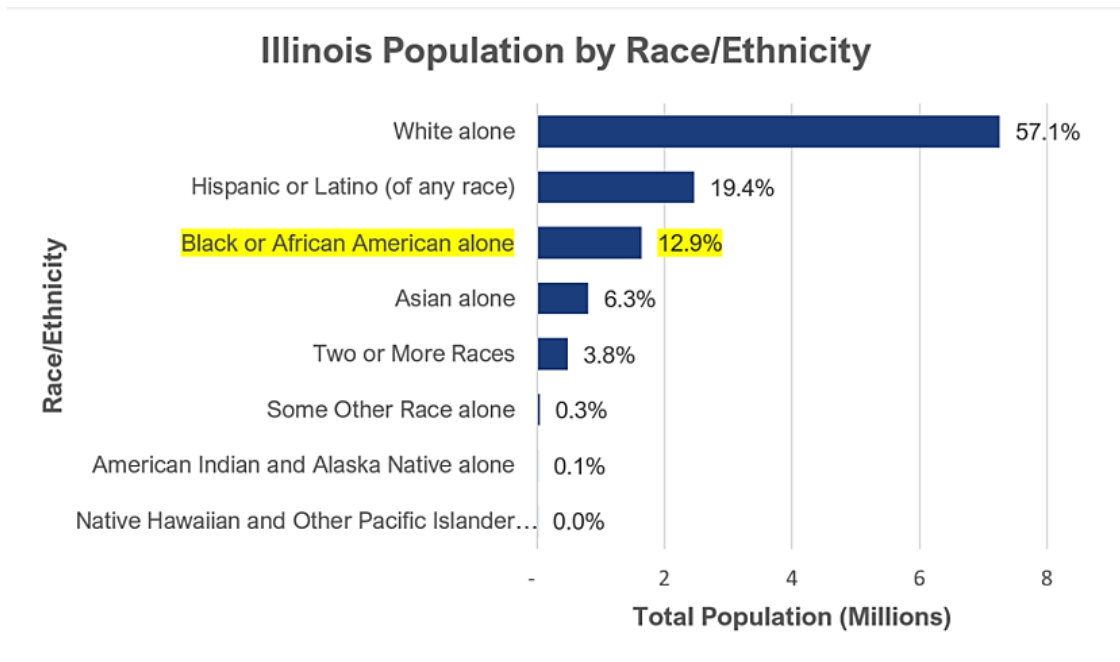 Illinois Population by Race/Ethnicity
Race/Ethnicity
White alone 57.1%
Hispanic or Latino (of any race) 19.4%
Black or African American alone 12.9%
Asian alone 6.3%
Two or More Races 3.8%
Some Other Race alone 0.3%
American Indian and Alaska Native alone 0.1%
Native Hawaiian and Other Pacific Islander… 0.0%
- 2 4 6 8
Total Population (Millions)